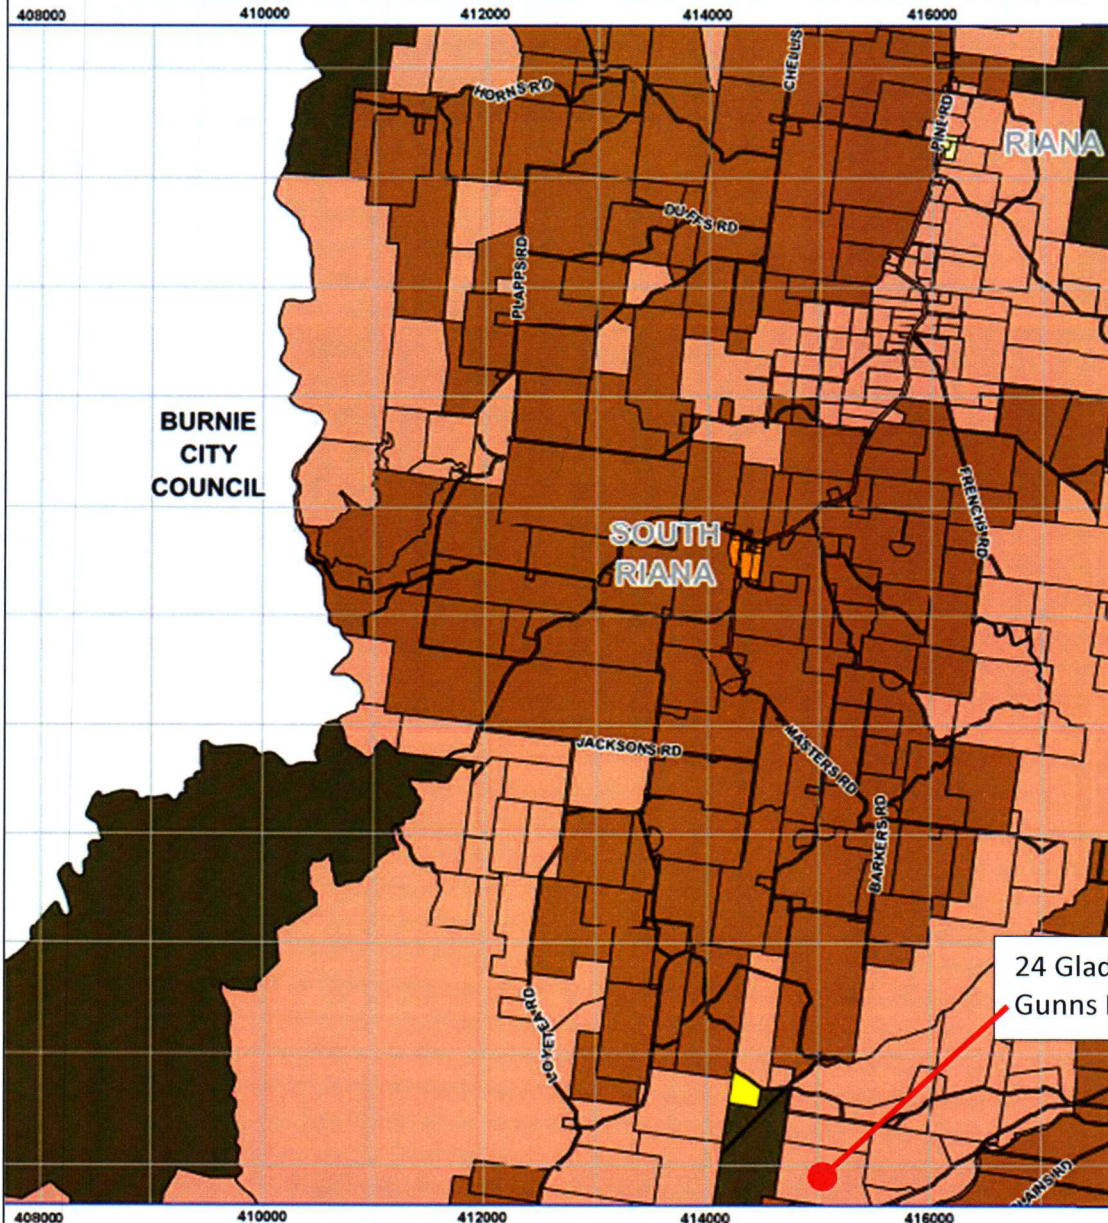 408000 410000 412000 414000 416000
HORNS RD
CHELLIS
PINE RD
RIANA
DUFFS RD
PLAPPS RD
BURNIE
CITY
COUNCIL
FRENCHS RD
SOUTH
RIANA
JACKSONS RD
MASTERS RD
BARKERS RD
24 Glad
Gunns
LOYETEA RD
LAINS RD
408000 410000 412000 414000 416000